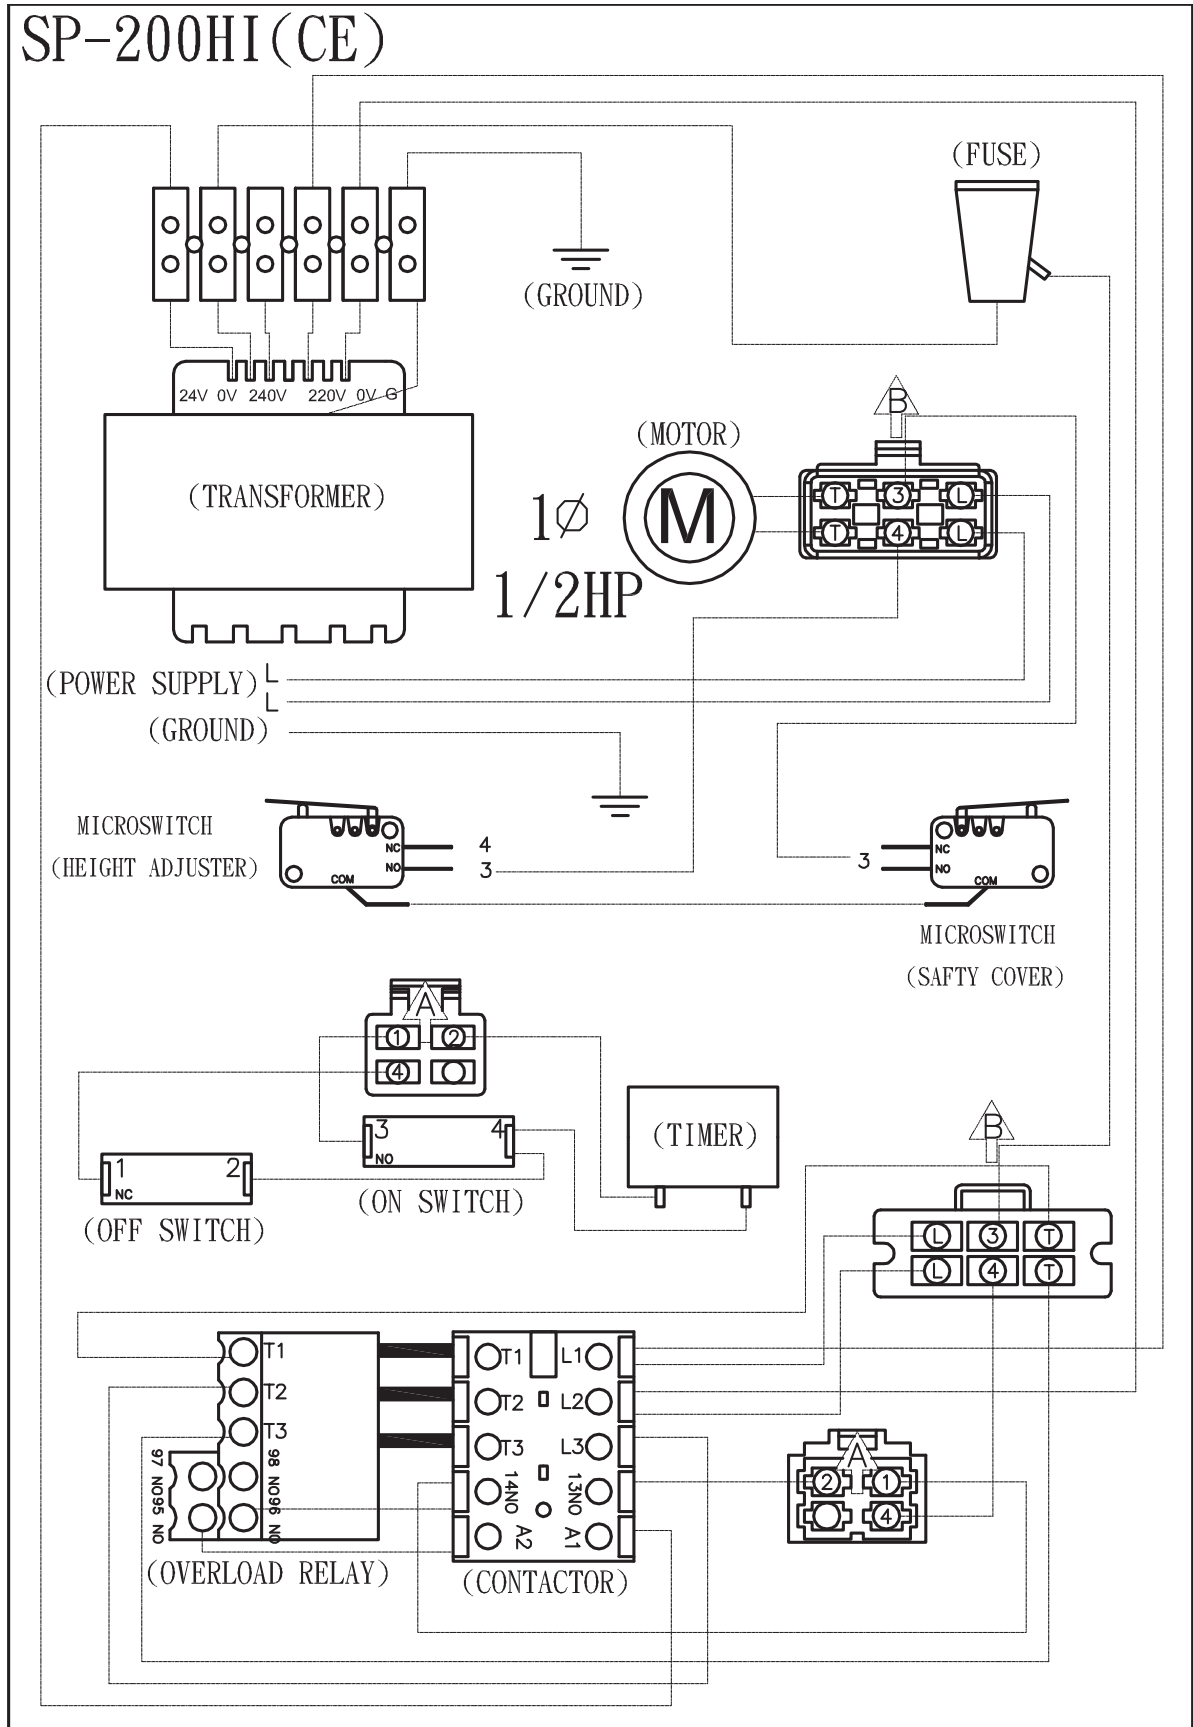 SP-200HI(CE)
(FUSE)
(GROUND)
24V 0V 240V 220V 0V G
(TRANSFORMER)
B
(MOTOR)
M
1∅
1/2HP
T 3 L
T 4 L
(POWER SUPPLY) L
L
(GROUND)
MICROSWITCH
(HEIGHT ADJUSTER)
NC 4
NO 3
COM
3 NC
NO
COM
MICROSWITCH
(SAFTY COVER)
A
1 2
4
3 4
NO
(ON SWITCH)
1 2
NC
(OFF SWITCH)
(TIMER)
B
L 3 T
L 4 T
T1
T2
T3
97 NO
98 NO
95 NO
96 NO
(OVERLOAD RELAY)
T1 L1
T2 L2
T3 L3
14NO 13NO
A2 A1
(CONTACTOR)
A
2 1
4